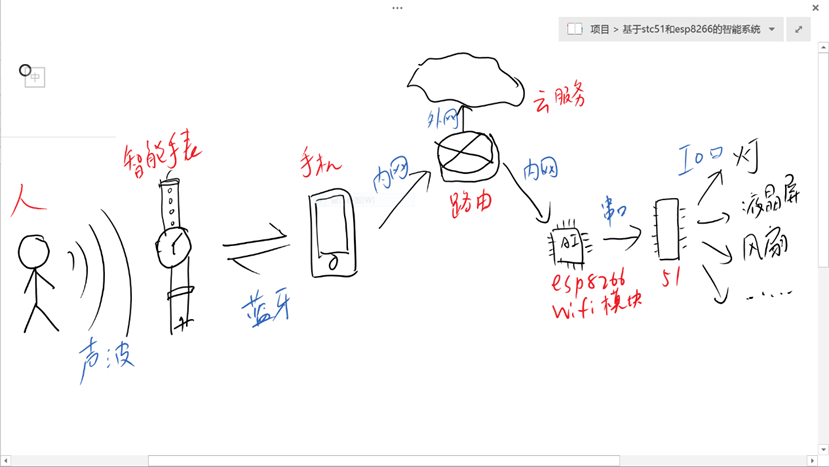 项目 > 基于stc51和esp8266的智能系统
中
云服务
外网
智能手表
手机
内网
内网
IO口
灯
人
路由
串口
液晶屏
AI
风扇
esp8266
wifi模块
51
......
蓝牙
声波